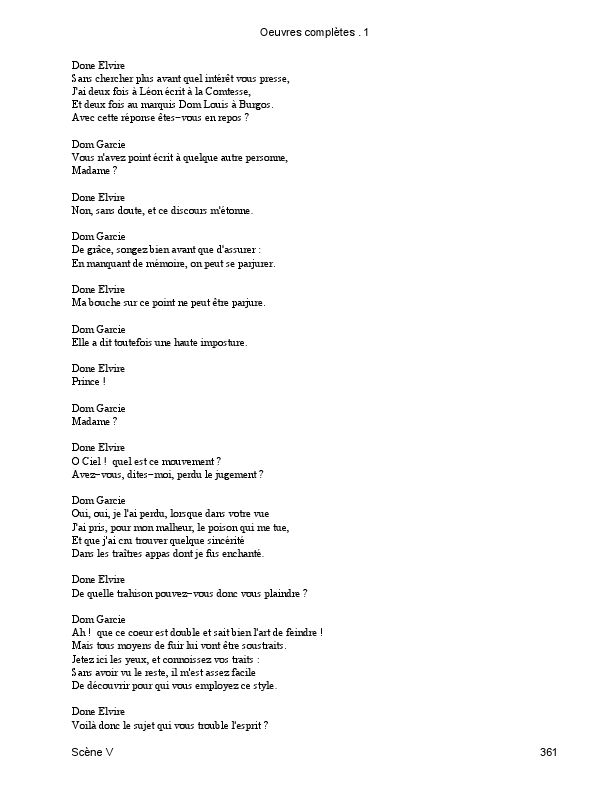 Oeuvres complètes . 1
Done Elvire
Sans chercher plus avant quel intérêt vous presse,
J'ai deux fois à Léon écrit à la Comtesse,
Et deux fois au marquis Dom Louis à Burgos.
Avec cette réponse êtes−vous en repos ?
Dom Garcie
Vous n'avez point écrit à quelque autre personne,
Madame ?
Done Elvire
Non, sans doute, et ce discours m'étonne.
Dom Garcie
De grâce, songez bien avant que d'assurer :
En manquant de mémoire, on peut se parjurer.
Done Elvire
Ma bouche sur ce point ne peut être parjure.
Dom Garcie
Elle a dit toutefois une haute imposture.
Done Elvire
Prince !
Dom Garcie
Madame ?
Done Elvire
O Ciel ! quel est ce mouvement ?
Avez−vous, dites−moi, perdu le jugement ?
Dom Garcie
Oui, oui, je l'ai perdu, lorsque dans votre vue
J'ai pris, pour mon malheur, le poison qui me tue,
Et que j'ai cru trouver quelque sincérité
Dans les traîtres appas dont je fus enchanté.
Done Elvire
De quelle trahison pouvez−vous donc vous plaindre ?
Dom Garcie
Ah ! que ce coeur est double et sait bien l'art de feindre !
Mais tous moyens de fuir lui vont être soustraits.
Jetez ici les yeux, et connoissez vos traits :
Sans avoir vu le reste, il m'est assez facile
De découvrir pour qui vous employez ce style.
Done Elvire
Voilà donc le sujet qui vous trouble l'esprit ?
Scène V
361